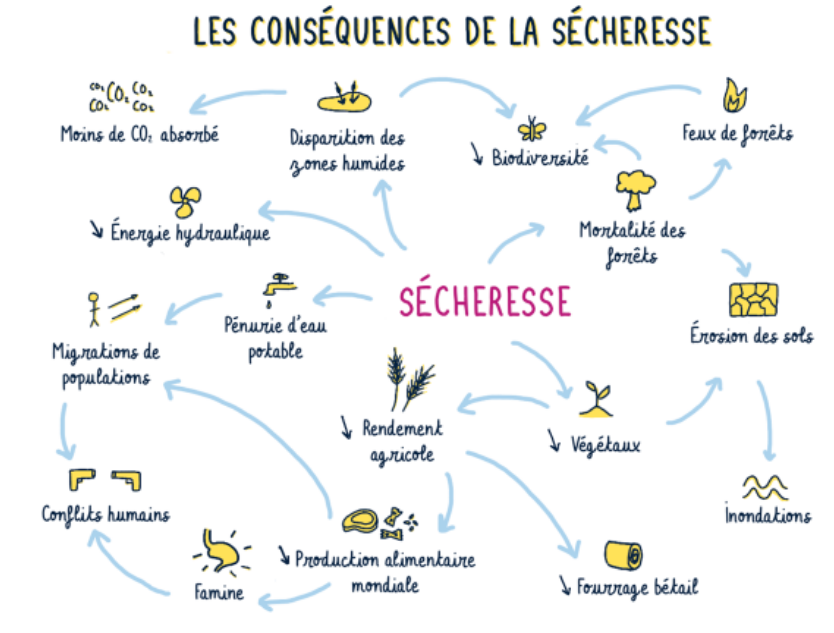 LES CONSÉQUENCES DE LA SÉCHERESSE
CO₂ CO₂ CO₂
CO₂ CO₂
Moins de CO₂ absorbé
Disparition des
zones humides
↘ Biodiversité
Feux de forêts
↘ Énergie hydraulique
Mortalité des
forêts
SÉCHERESSE
Pénurie d'eau
potable
Migrations de
populations
Érosion des sols
↘ Rendement
agricole
↘ Végétaux
Conflits humains
Inondations
↘ Production alimentaire
mondiale
Famine
↘ Fourrage bétail